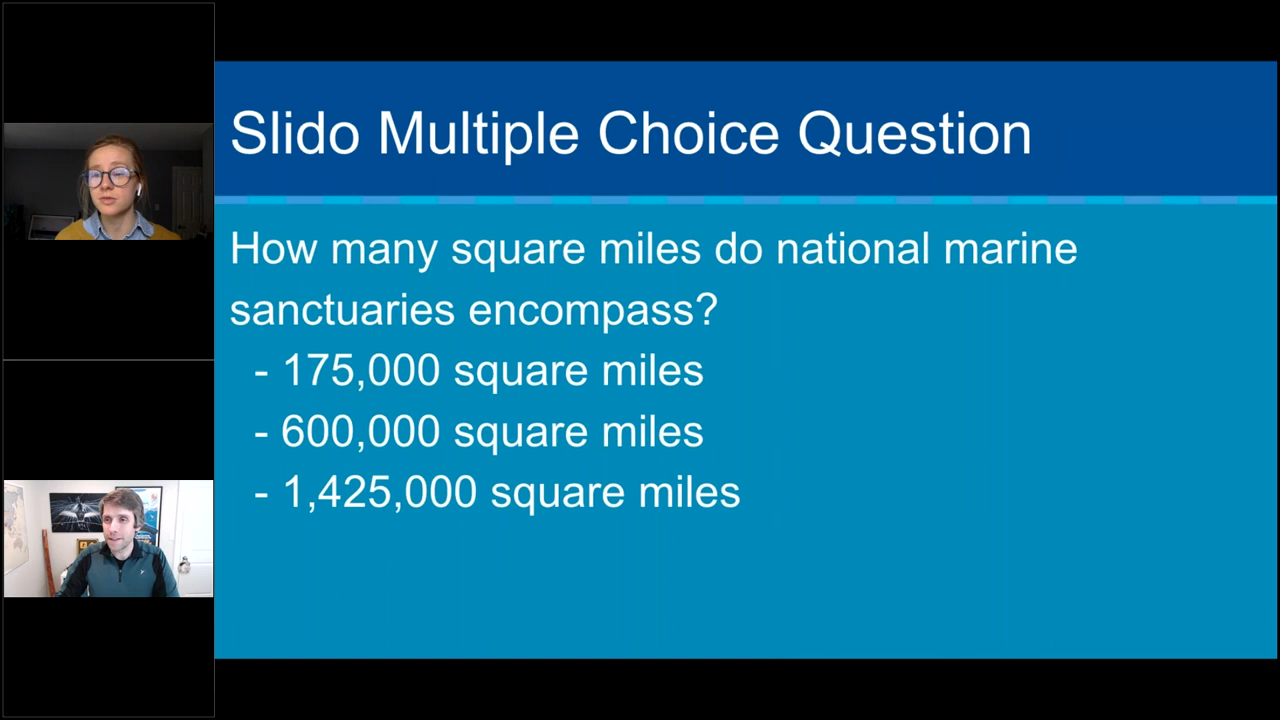 Slido Multiple Choice Question
How many square miles do national marine
sanctuaries encompass?
- 175,000 square miles
- 600,000 square miles
- 1,425,000 square miles